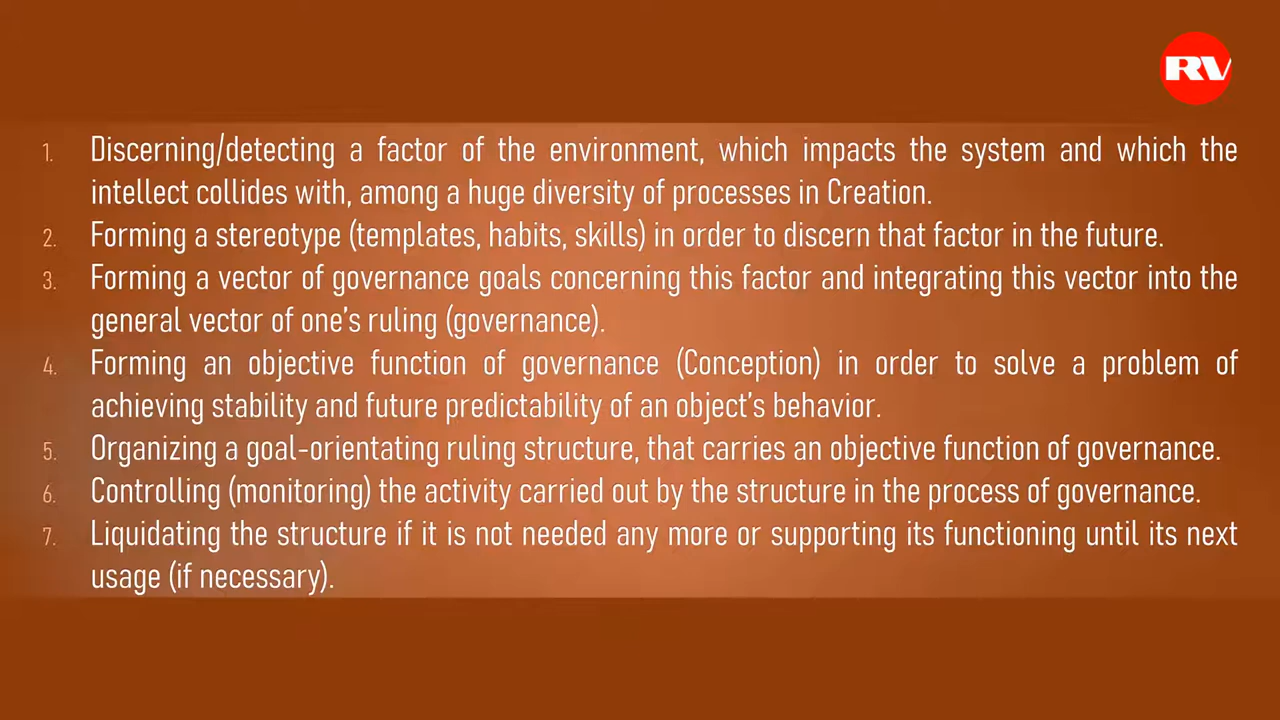 RV
1. Discerning/detecting a factor of the environment, which impacts the system and which the
intellect collides with, among a huge diversity of processes in Creation.
2. Forming a stereotype (templates, habits, skills) in order to discern that factor in the future.
3. Forming a vector of governance goals concerning this factor and integrating this vector into the
general vector of one's ruling (governance).
4. Forming an objective function of governance (Conception) in order to solve a problem of
achieving stability and future predictability of an object's behavior.
5. Organizing a goal-orientating ruling structure, that carries an objective function of governance.
6. Controlling (monitoring) the activity carried out by the structure in the process of governance.
7. Liquidating the structure if it is not needed any more or supporting its functioning until its next
usage (if necessary).